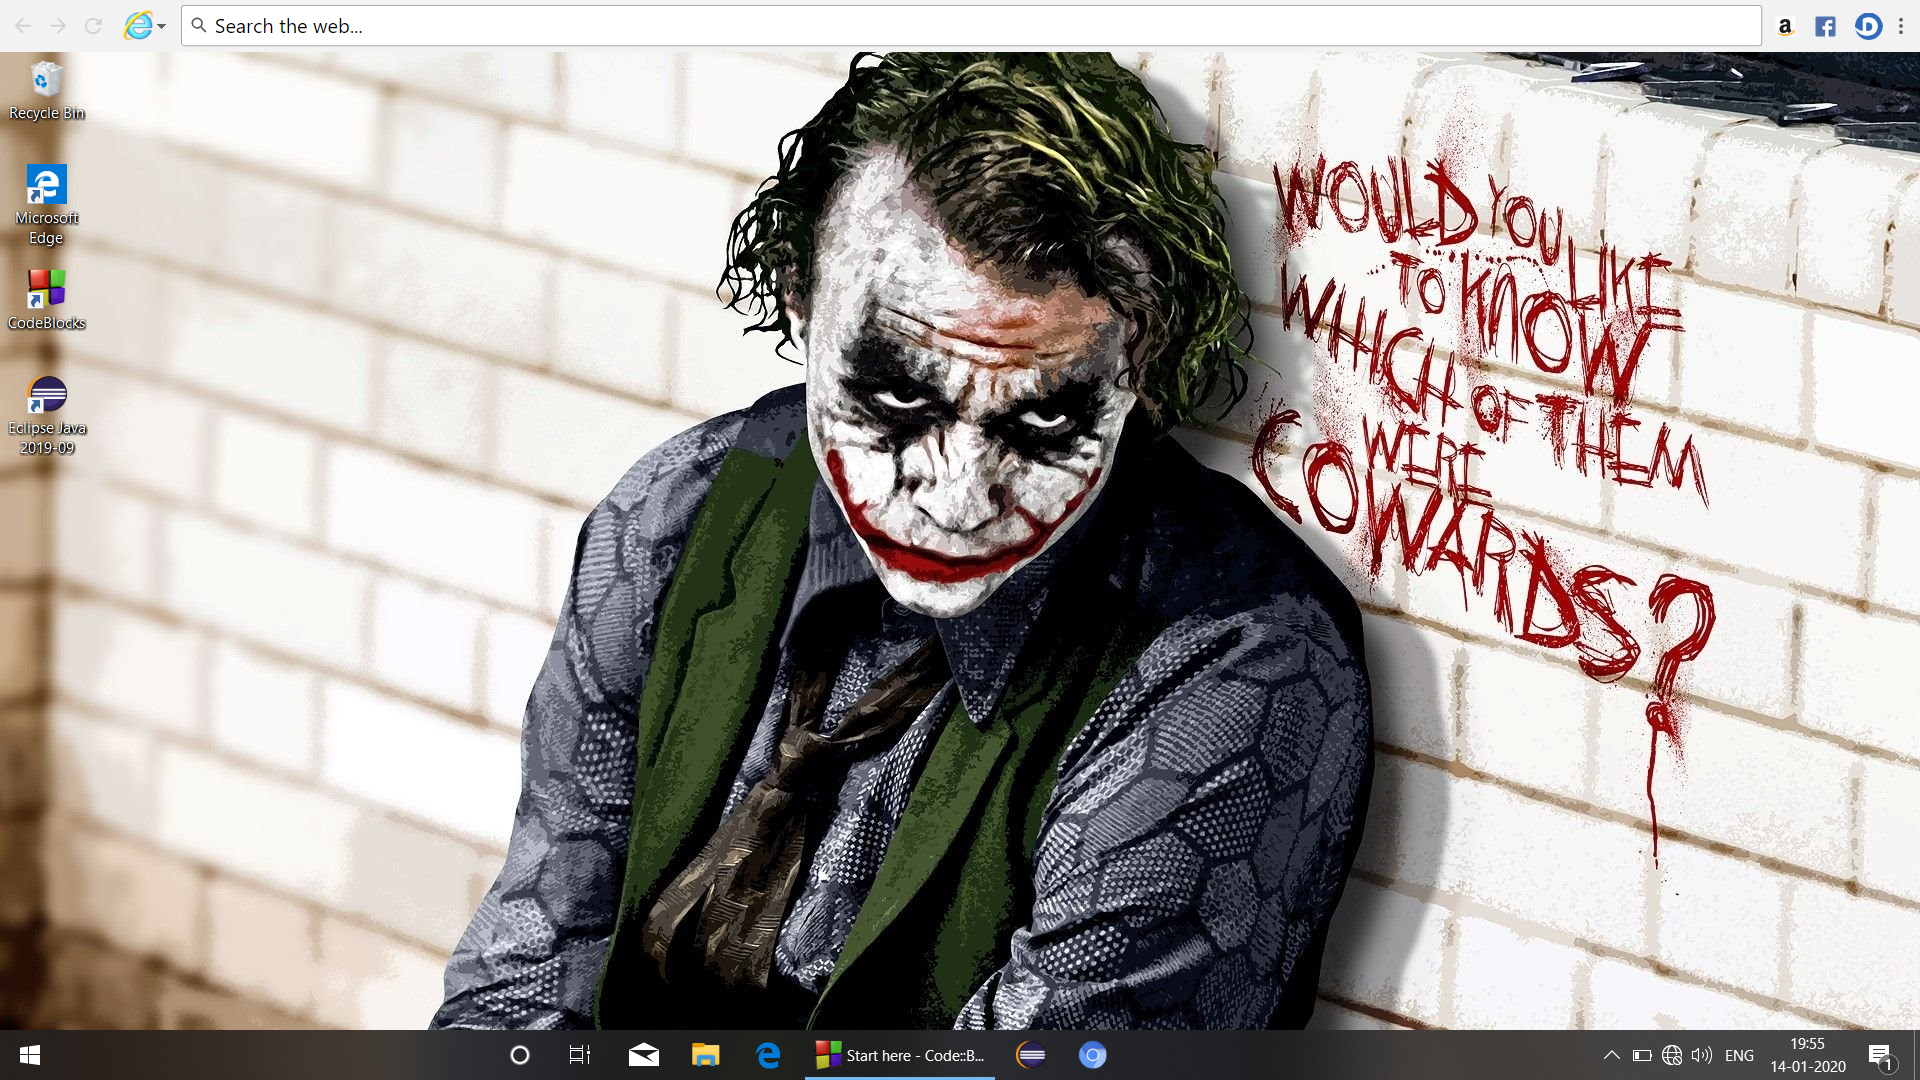 Search the web...
a
f
D
Recycle Bin
Microsoft
Edge
CodeBlocks
Eclipse Java
2019-09
WOULD YOU LIKE
TO KNOW
WHICH OF THEM
WERE
COWARDS?
Start here - Code::B...
ENG
19:55
14-01-2020
1